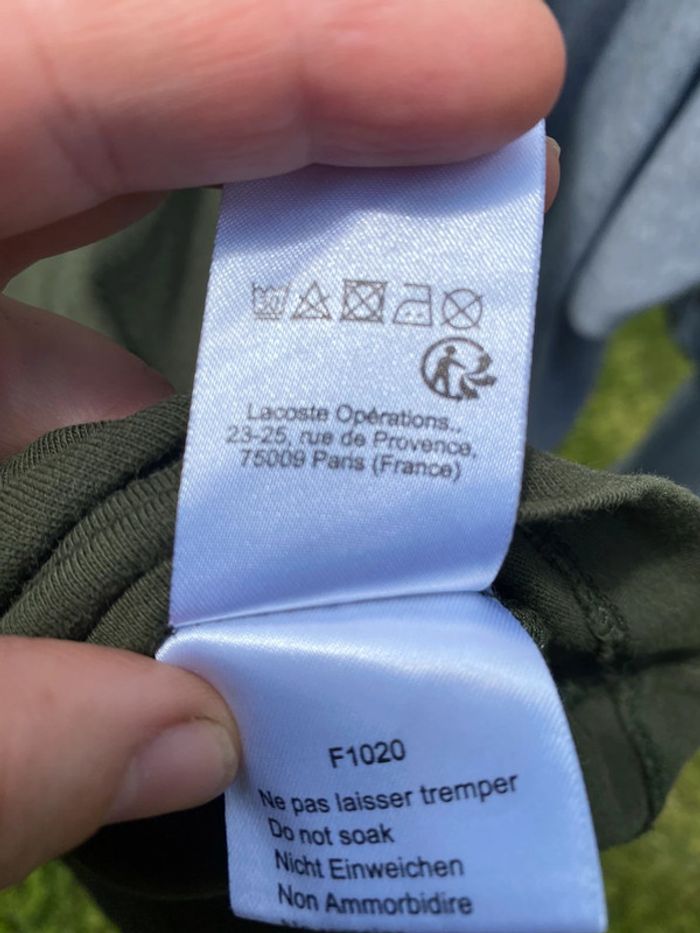 30
Lacoste Opérations..
23-25, rue de Provence,
75009 Paris (France)
F1020
Ne pas laisser tremper
Do not soak
Nicht Einweichen
Non Ammorbidire